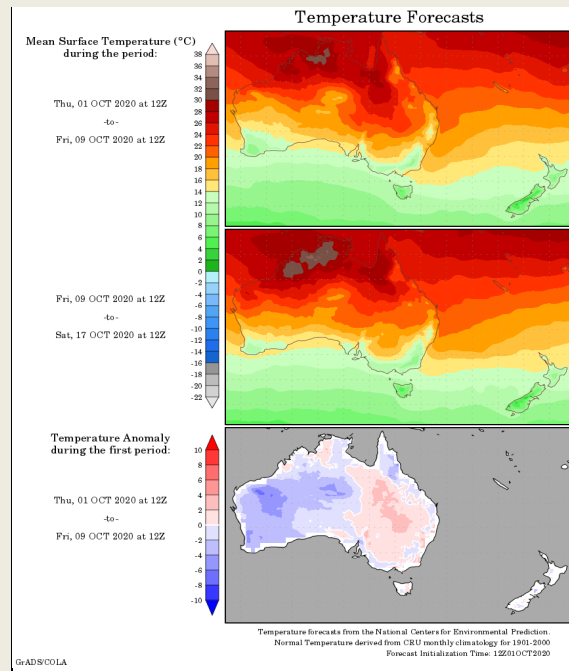 Temperature Forecasts
Mean Surface Temperature (°C)
during the period:
Thu, 01 OCT 2020 at 12Z
-to-
Fri, 09 OCT 2020 at 12Z
38
36
34
32
30
28
26
24
22
20
18
16
14
12
10
8
6
4
2
0
-2
-4
-6
-8
-10
-12
-14
-16
-18
-20
-22
Fri, 09 OCT 2020 at 12Z
-to-
Sat, 17 OCT 2020 at 12Z
Temperature Anomaly
during the first period:
Thu, 01 OCT 2020 at 12Z
-to-
Fri, 09 OCT 2020 at 12Z
10
8
6
4
2
0
-2
-4
-6
-8
-10
Temperature forecasts from the National Centers for Environmental Prediction.
Normal Temperature derived from CRU monthly climatology for 1901-2000
Forecast Initialization Time: 12Z01OCT2020
GrADS/COLA